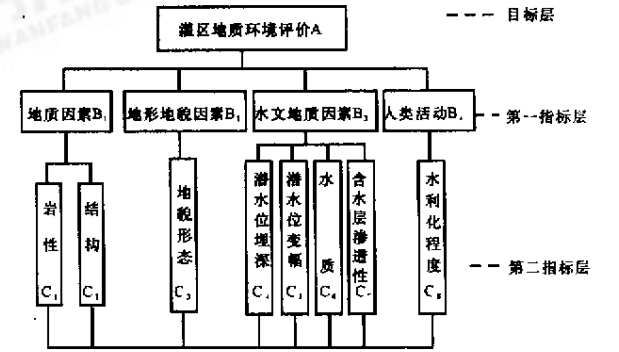 灌区地质环境评价A
目标层
地质因素B₁
地形地貌因素B₁
水文地质因素B₃
人类活动B
第一指标层
岩性C₁
结构C₁
地貌形态C₃
潜水位埋深C
潜水位变幅C
水质C₆
含水层渗透性C
水利化程度C₈
第二指标层